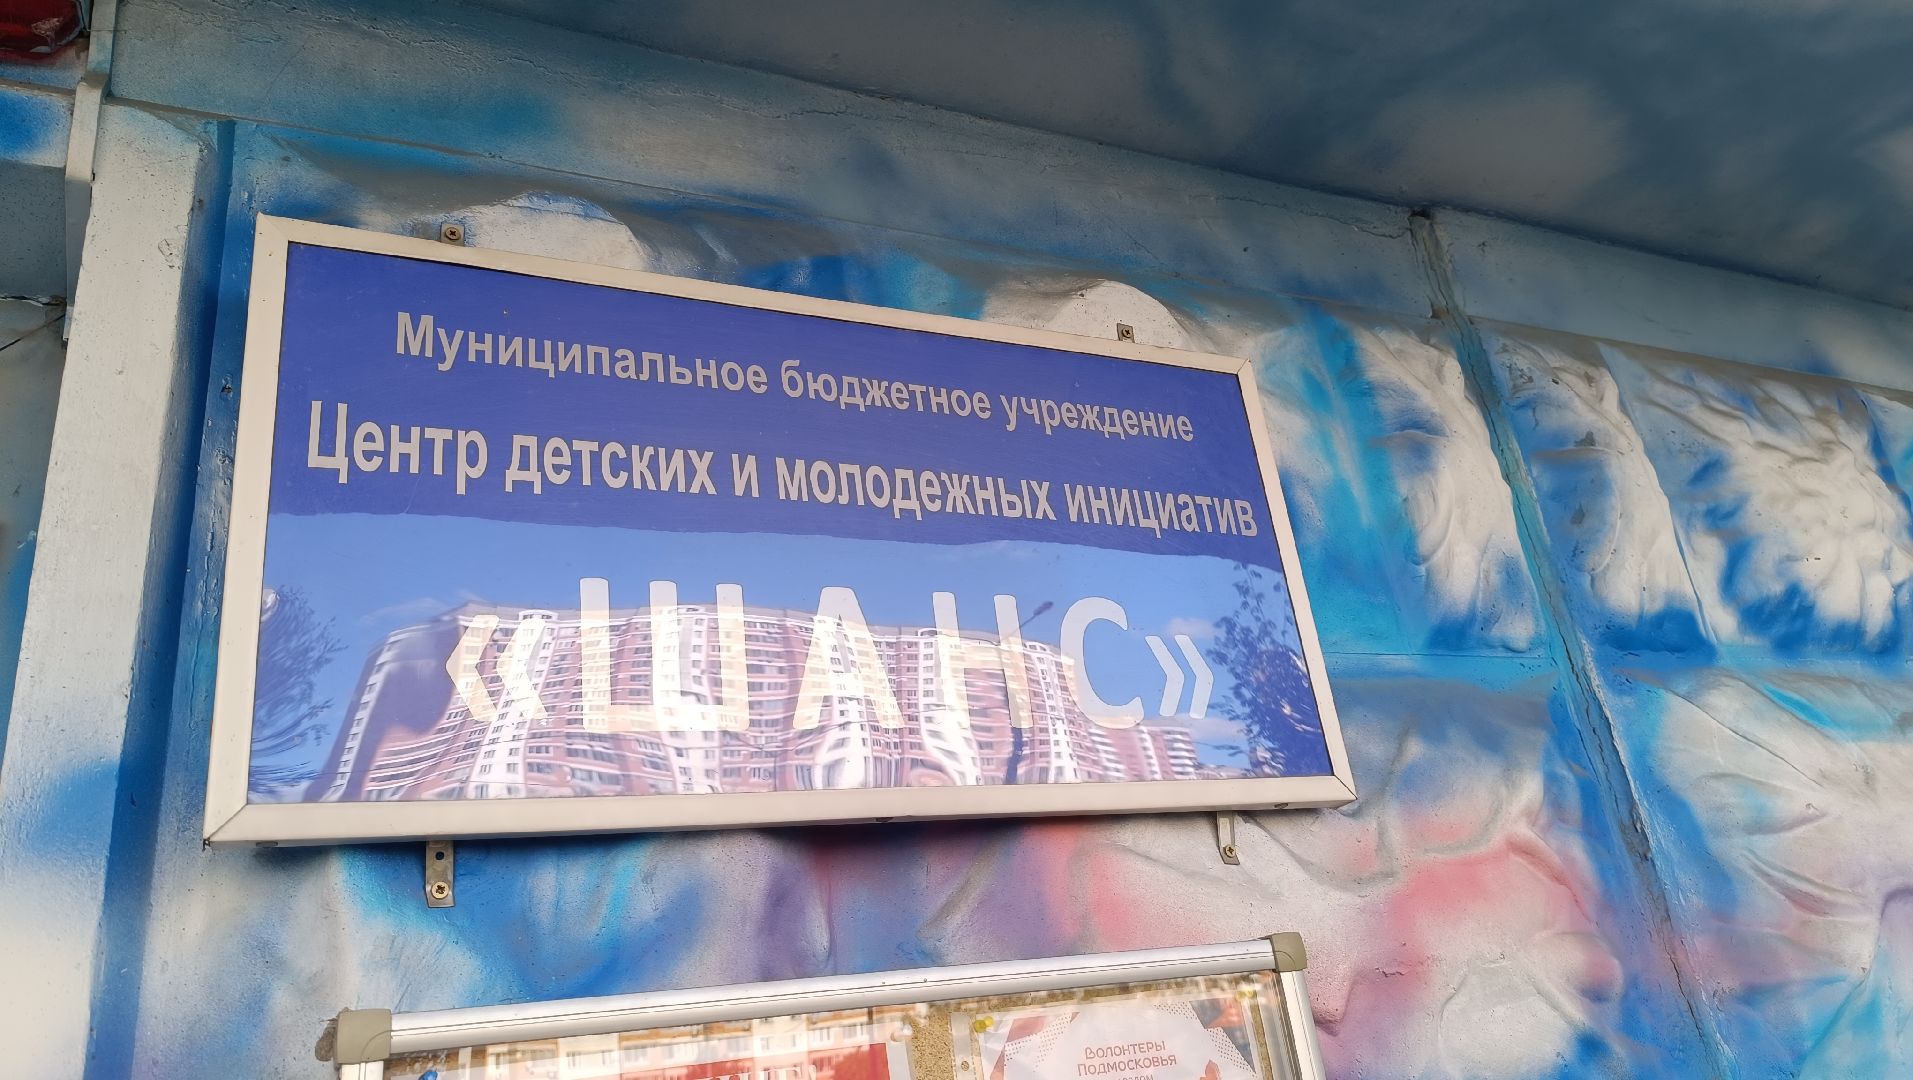 Муниципальное бюджетное учреждение
Центр детских и молодежных инициатив
«ШАНС»
ВОЛОНТЕРЫ
ПОДМОСКОВЬЯ